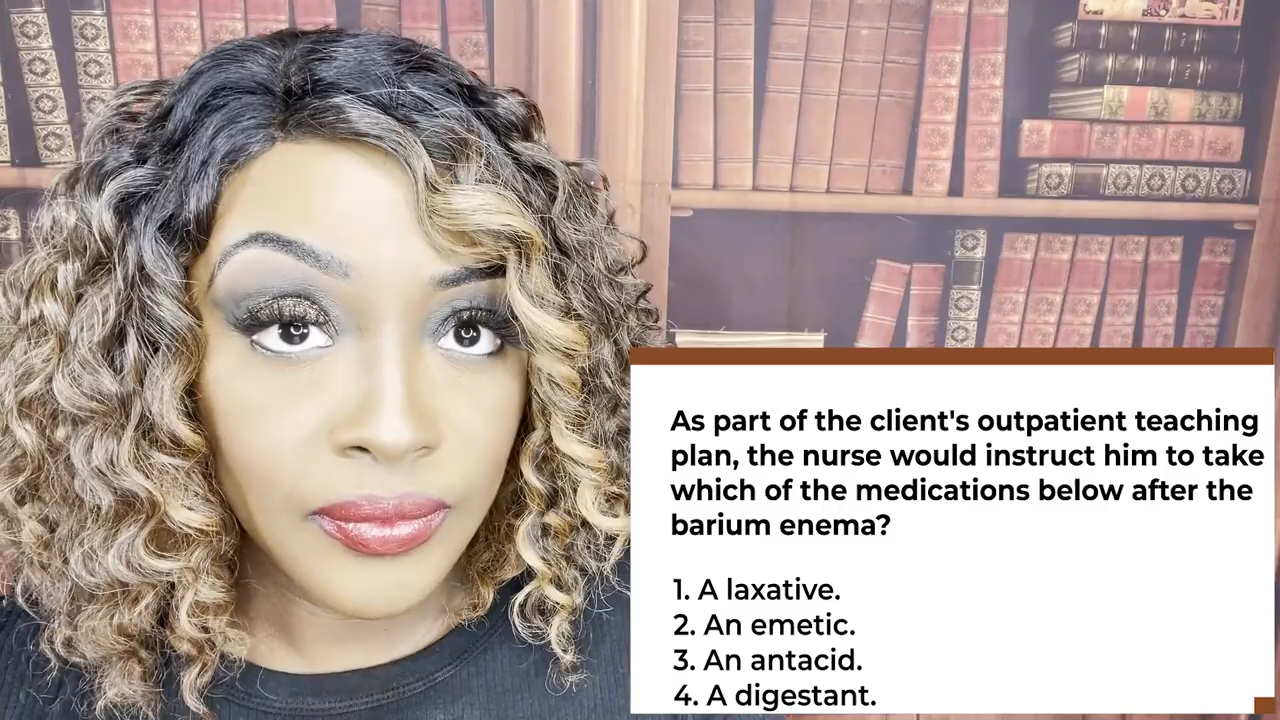 As part of the client's outpatient teaching
plan, the nurse would instruct him to take
which of the medications below after the
barium enema?
1. A laxative.
2. An emetic.
3. An antacid.
4. A digestant.